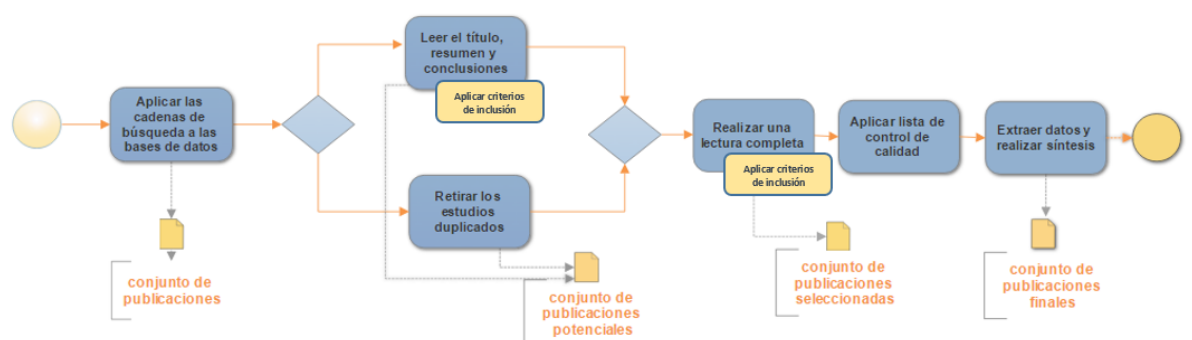 Aplicar las
cadenas de
búsqueda a las
bases de datos
conjunto de
publicaciones
Leer el título,
resumen y
conclusiones
Aplicar criterios
de inclusión
Retirar los
estudios
duplicados
conjunto de
publicaciones
potenciales
Realizar una
lectura completa
Aplicar criterios
de inclusión
conjunto de
publicaciones
seleccionadas
Aplicar lista de
control de
calidad
Extraer datos y
realizar síntesis
conjunto de
publicaciones
finales